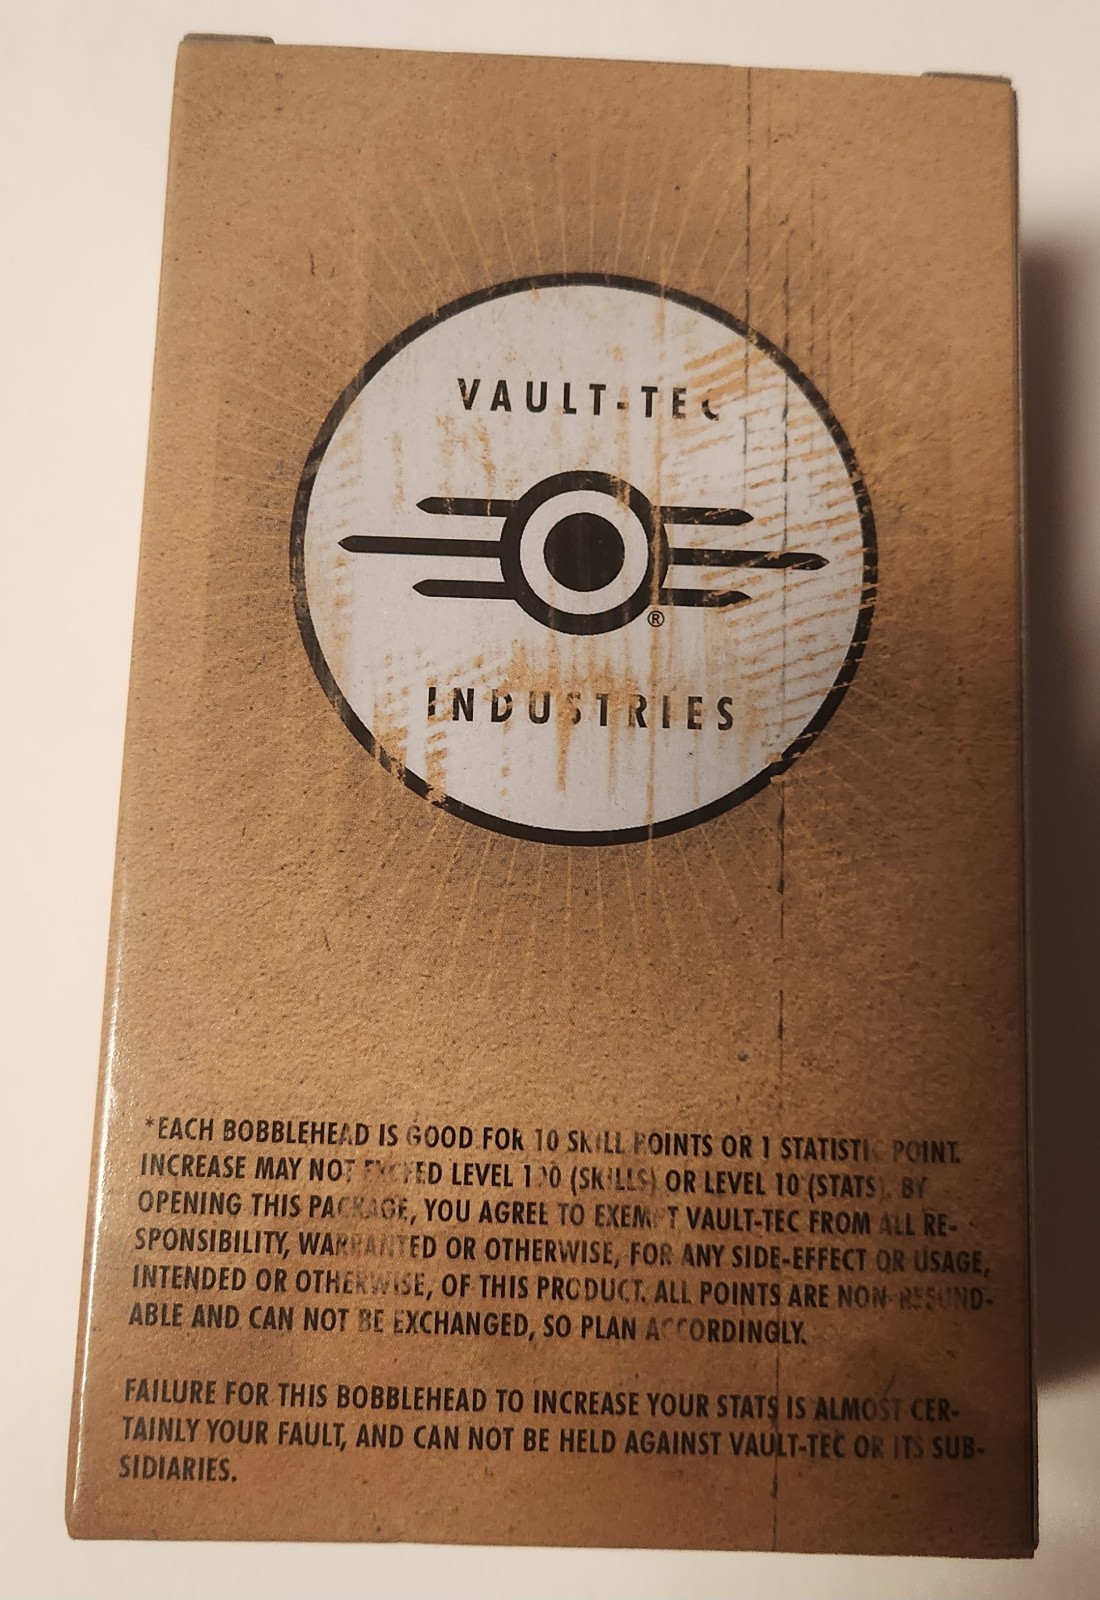 VAULT-TEC
®
INDUSTRIES
*EACH BOBBLEHEAD IS GOOD FOR 10 SKILL POINTS OR 1 STATISTIC POINT.
INCREASE MAY NOT EXCEED LEVEL 100 (SKILLS) OR LEVEL 10 (STATS). BY
OPENING THIS PACKAGE, YOU AGREE TO EXEMPT VAULT-TEC FROM ALL RE-
SPONSIBILITY, WARRANTED OR OTHERWISE, FOR ANY SIDE-EFFECT OR USAGE,
INTENDED OR OTHERWISE, OF THIS PRODUCT. ALL POINTS ARE NON-REFUND-
ABLE AND CAN NOT BE EXCHANGED, SO PLAN ACCORDINGLY.
FAILURE FOR THIS BOBBLEHEAD TO INCREASE YOUR STATS IS ALMOST CER-
TAINLY YOUR FAULT, AND CAN NOT BE HELD AGAINST VAULT-TEC OR ITS SUB-
SIDIARIES.